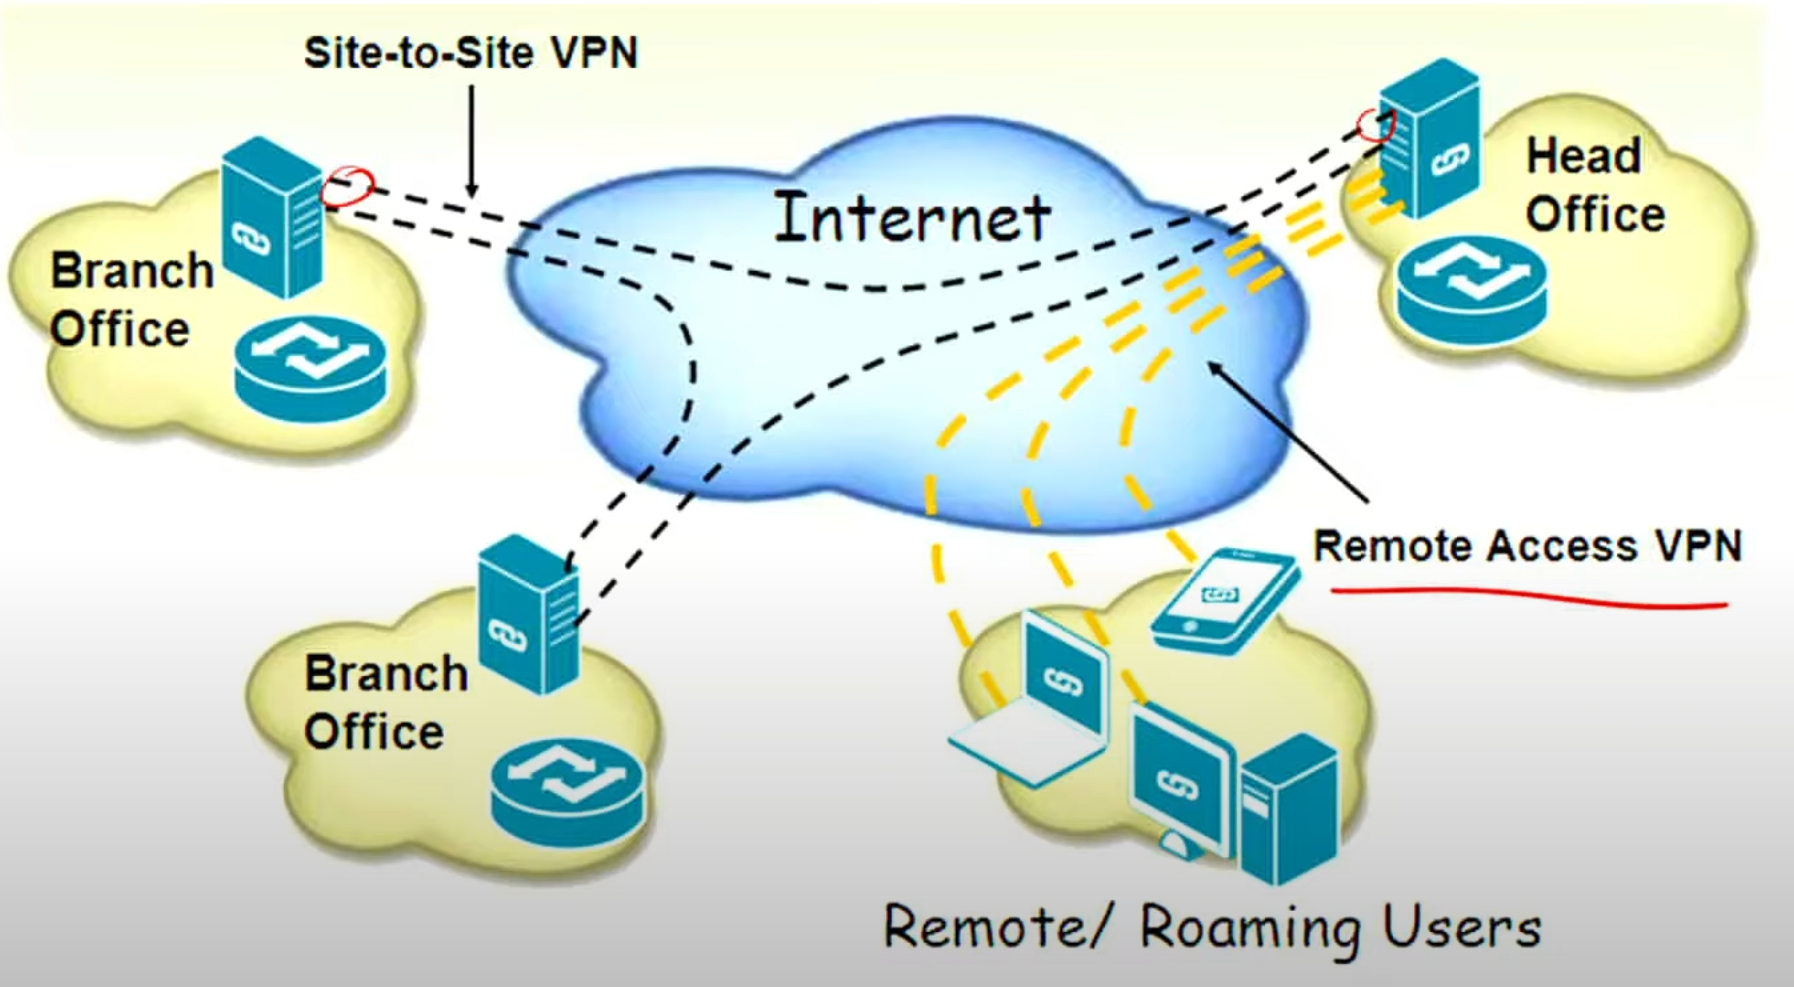 Site-to-Site VPN
Internet
Head
Office
Branch
Office
Remote Access VPN
Branch
Office
Remote/ Roaming Users